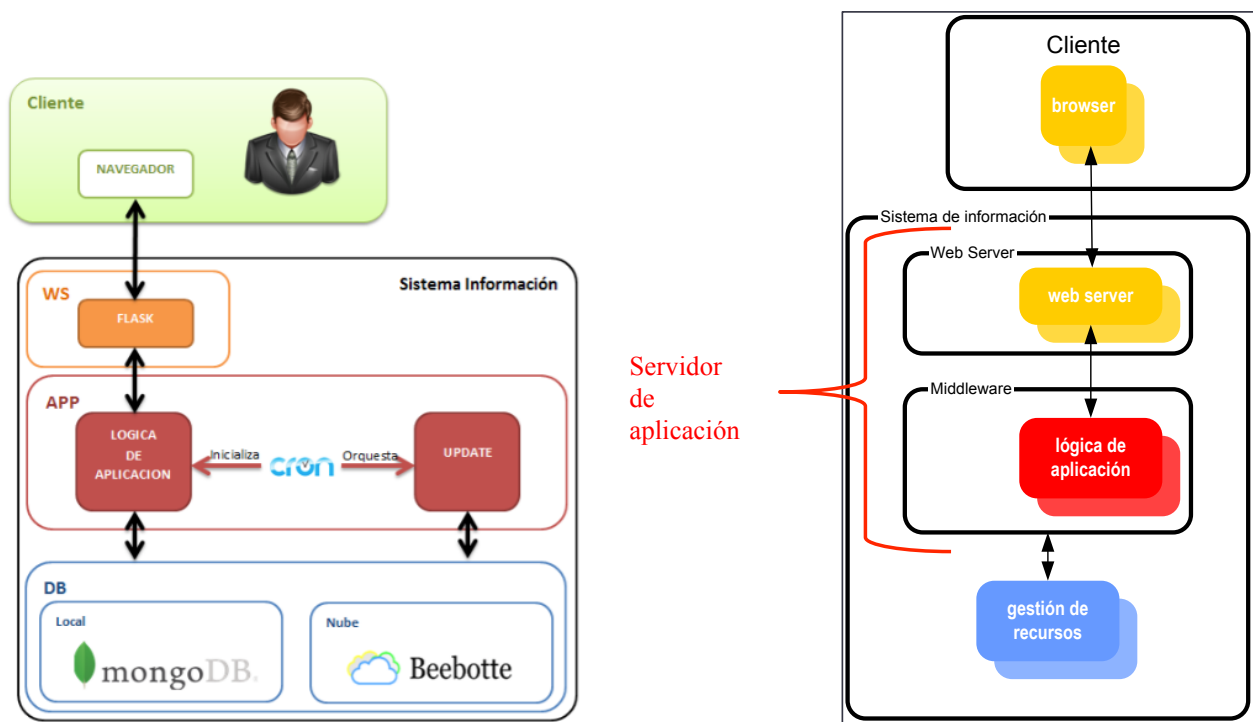 Cliente
NAVEGADOR
Sistema Información
WS
FLASK
APP
LOGICA
DE
APLICACION
Inicializa
cron
Orquesta
UPDATE
DB
Local
mongoDB.
Nube
Beebotte
Servidor
de
aplicación
Cliente
browser
Sistema de información
Web Server
web server
Middleware
lógica de
aplicación
gestión de
recursos